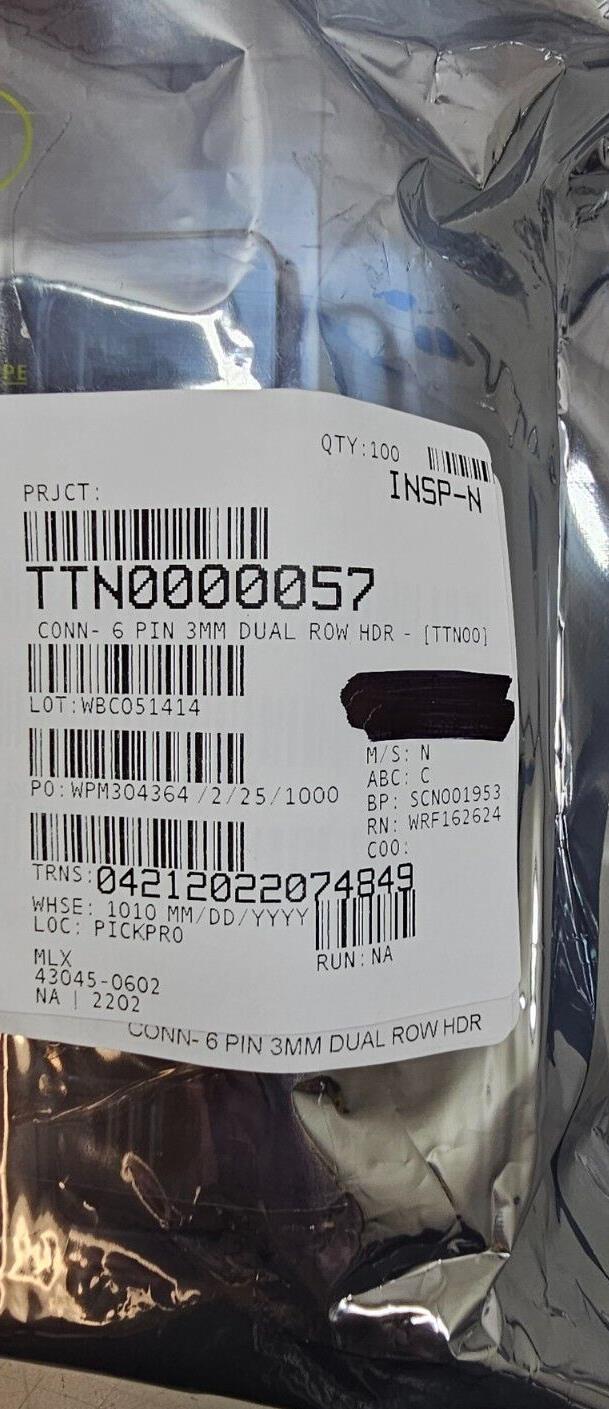 PE
QTY:100
INSP-N
PRJCT:
TTN0000057
CONN- 6 PIN 3MM DUAL ROW HDR - [TTN00]
LOT:WBC051414
M/S: N
ABC: C
PO:WPM304364 /2/25/1000
BP: SCN001953
RN: WRF162624
COO:
TRNS:04212022074849
WHSE: 1010 MM/DD/YYYY
LOC: PICKPRO
RUN:NA
MLX
43045-0602
NA | 2202
CONN- 6 PIN 3MM DUAL ROW HDR